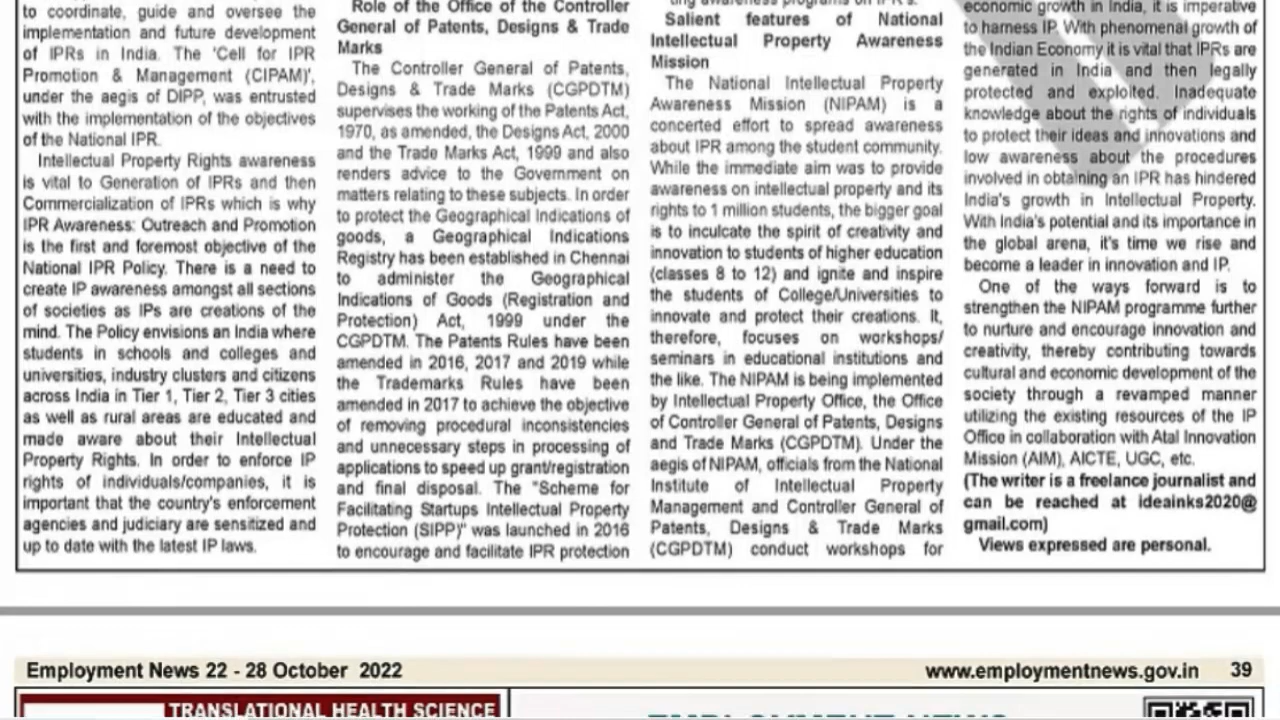 to coordinate, guide and oversee the
implementation and future development
of IPRs in India. The 'Cell for IPR
Promotion & Management (CIPAM)',
under the aegis of DIPP, was entrusted
with the implementation of the objectives
of the National IPR.
Intellectual Property Rights awareness
is vital to Generation of IPRs and then
Commercialization of IPRs which is why
IPR Awareness: Outreach and Promotion
is the first and foremost objective of the
National IPR Policy. There is a need to
create IP awareness amongst all sections
of societies as IPs are creations of the
mind. The Policy envisions an India where
students in schools and colleges and
universities, industry clusters and citizens
across India in Tier 1, Tier 2, Tier 3 cities
as well as rural areas are educated and
made aware about their Intellectual
Property Rights. In order to enforce IP
rights of individuals/companies, it is
important that the country's enforcement
agencies and judiciary are sensitized and
up to date with the latest IP laws.
Role of the Office of the Controller
General of Patents, Designs & Trade
Marks
The Controller General of Patents,
Designs & Trade Marks (CGPDTM)
supervises the working of the Patents Act,
1970, as amended, the Designs Act, 2000
and the Trade Marks Act, 1999 and also
renders advice to the Government on
matters relating to these subjects. In order
to protect the Geographical Indications of
goods, a Geographical Indications
Registry has been established in Chennai
to administer the Geographical
Indications of Goods (Registration and
Protection) Act, 1999 under the
CGPDTM. The Patents Rules have been
amended in 2016, 2017 and 2019 while
the Trademarks Rules have been
amended in 2017 to achieve the objective
of removing procedural inconsistencies
and unnecessary steps in processing of
applications to speed up grant/registration
and final disposal. The "Scheme for
Facilitating Startups Intellectual Property
Protection (SIPP)" was launched in 2016
to encourage and facilitate IPR protection
ting awareness programs on IPR's.
Salient features of National
Intellectual Property Awareness
Mission
The National Intellectual Property
Awareness Mission (NIPAM) is a
concerted effort to spread awareness
about IPR among the student community.
While the immediate aim was to provide
awareness on intellectual property and its
rights to 1 million students, the bigger goal
is to inculcate the spirit of creativity and
innovation to students of higher education
(classes 8 to 12) and ignite and inspire
the students of College/Universities to
innovate and protect their creations. It,
therefore, focuses on workshops/
seminars in educational institutions and
the like. The NIPAM is being implemented
by Intellectual Property Office, the Office
of Controller General of Patents, Designs
and Trade Marks (CGPDTM). Under the
aegis of NIPAM, officials from the National
Institute of Intellectual Property
Management and Controller General of
Patents, Designs & Trade Marks
(CGPDTM) conduct workshops for
economic growth in India, it is imperative
to harness IP. With phenomenal growth of
the Indian Economy it is vital that IPRs are
generated in India and then legally
protected and exploited. Inadequate
knowledge about the rights of individuals
to protect their ideas and innovations and
low awareness about the procedures
involved in obtaining an IPR has hindered
India's growth in Intellectual Property.
With India's potential and its importance in
the global arena, it's time we rise and
become a leader in innovation and IP.
One of the ways forward is to
strengthen the NIPAM programme further
to nurture and encourage innovation and
creativity, thereby contributing towards
cultural and economic development of the
society through a revamped manner
utilizing the existing resources of the IP
Office in collaboration with Atal Innovation
Mission (AIM), AICTE, UGC, etc.
(The writer is a freelance journalist and
can be reached at ideainks2020@
gmail.com)
Views expressed are personal.
Employment News 22 - 28 October 2022
www.employmentnews.gov.in 39
TRANSLATIONAL HEALTH SCIENCE
EMPLOYMENT NEWS